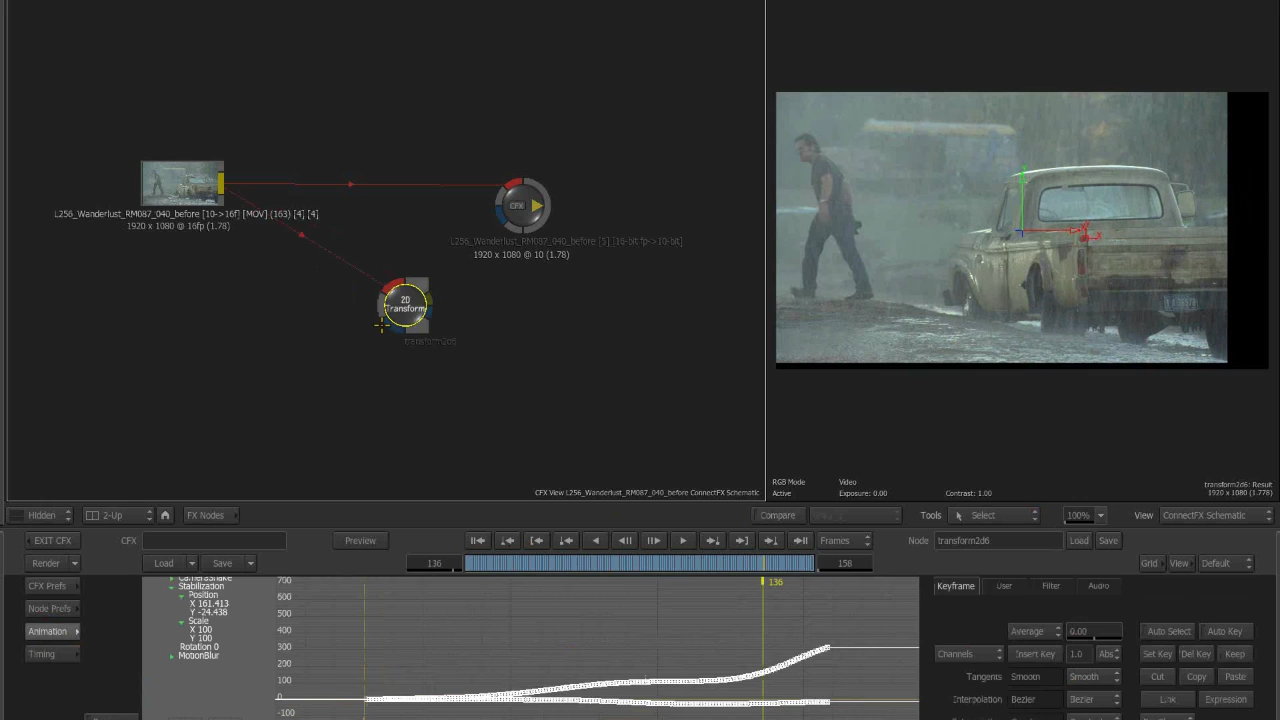 CFX
L256_Wanderlust_RM087_040_before [10->16f] [MOV] (163) [4] [4]
1920 x 1080 @ 16fp (1.78)
L256_Wanderlust_RM087_040_before [5] [16-bit fp->10-bit]
1920 x 1080 @ 10 (1.78)
2D
Transform
transform2d6
X
CFX View L256_Wanderlust_RM087_040_before ConnectFX Schematic
RGB Mode
Video
Active
Exposure: 0.00
Contrast: 1.00
transform2d6: Result
1920 x 1080 (1.778)
Hidden
2-Up
FX Nodes
Compare
Tools
Select
100%
View
ConnectFX Schematic
EXIT CFX
CFX
Preview
Frames
Node
transform2d6
Load
Save
Render
Load
Save
136
158
Grid
View
Default
CFX Prefs
Node Prefs
Animation
Timing
CameraShake
Stabilization
Position
X 161.413
Y -24.438
Scale
X 100
Y 100
Rotation 0
MotionBlur
700
600
500
400
300
200
100
0
-100
136
Keyframe
User
Filter
Audio
Average
0.00
Auto Select
Auto Key
Channels
Insert Key
1.0
Abs
Set Key
Del Key
Keep
Tangents
Smooth
Smooth
Cut
Copy
Paste
Interpolation
Bezier
Bezier
Link
Expression